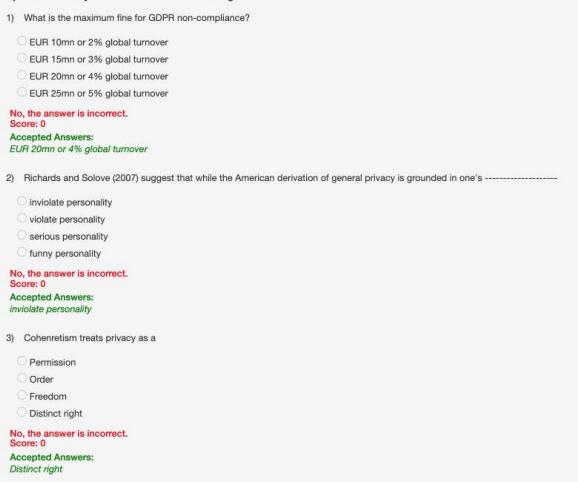 1) What is the maximum fine for GDPR non-compliance?
EUR 10mn or 2% global turnover
EUR 15mn or 3% global turnover
EUR 20mn or 4% global turnover
EUR 25mn or 5% global turnover
No, the answer is incorrect.
Score: 0
Accepted Answers:
EUR 20mn or 4% global turnover
2) Richards and Solove (2007) suggest that while the American derivation of general privacy is grounded in one's --------------------
inviolate personality
violate personality
serious personality
funny personality
No, the answer is incorrect.
Score: 0
Accepted Answers:
inviolate personality
3) Cohenretism treats privacy as a
Permission
Order
Freedom
Distinct right
No, the answer is incorrect.
Score: 0
Accepted Answers:
Distinct right